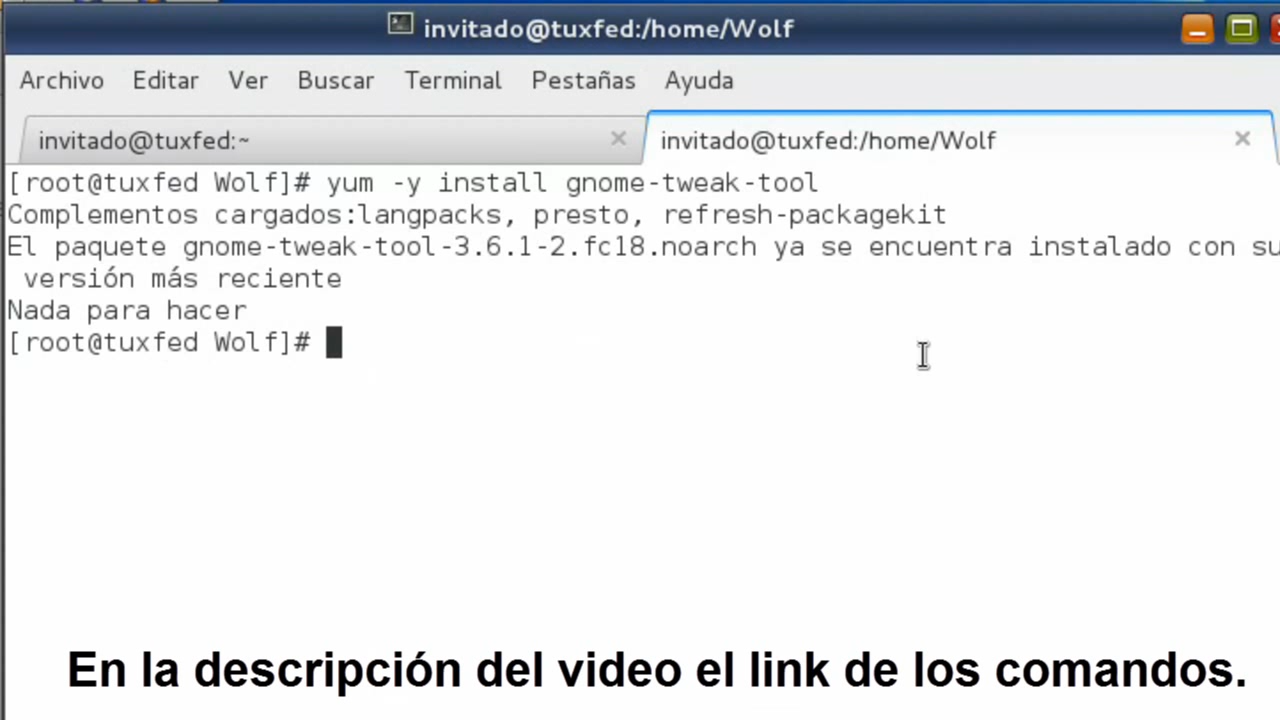 invitado@tuxfed:/home/Wolf
Archivo Editar Ver Buscar Terminal Pestañas Ayuda
invitado@tuxfed:~ invitado@tuxfed:/home/Wolf
[root@tuxfed Wolf]# yum -y install gnome-tweak-tool
Complementos cargados:langpacks, presto, refresh-packagekit
El paquete gnome-tweak-tool-3.6.1-2.fc18.noarch ya se encuentra instalado con su
versión más reciente
Nada para hacer
[root@tuxfed Wolf]#
En la descripción del video el link de los comandos.